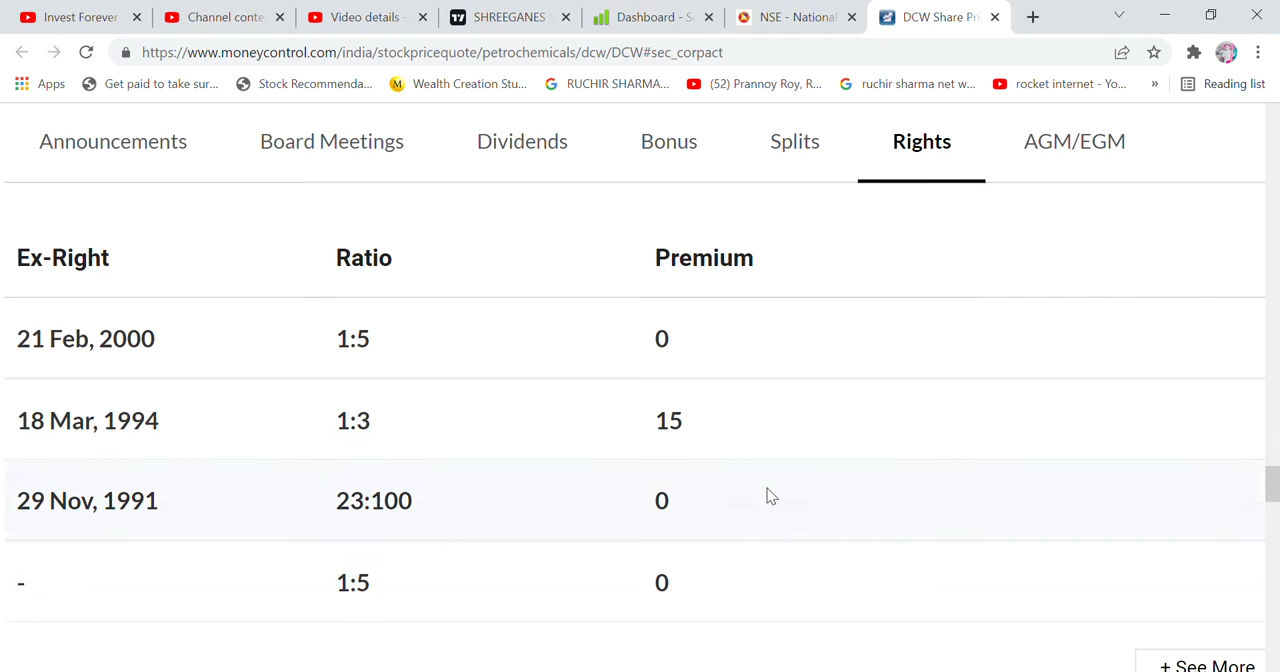 Invest Forever
Channel conte
Video details -
SHREEGANES
Dashboard - S
NSE - National
DCW Share Pri
https://www.moneycontrol.com/india/stockpricequote/petrochemicals/dcw/DCW#sec_corpact
Apps
Get paid to take sur...
Stock Recommenda...
Wealth Creation Stu...
RUCHIR SHARMA...
(52) Prannoy Roy, R...
ruchir sharma net w...
rocket internet - Yo...
»
Reading list
Announcements
Board Meetings
Dividends
Bonus
Splits
Rights
AGM/EGM
Ex-Right Ratio Premium
21 Feb, 2000 1:5 0
18 Mar, 1994 1:3 15
29 Nov, 1991 23:100 0
- 1:5 0
+ See More